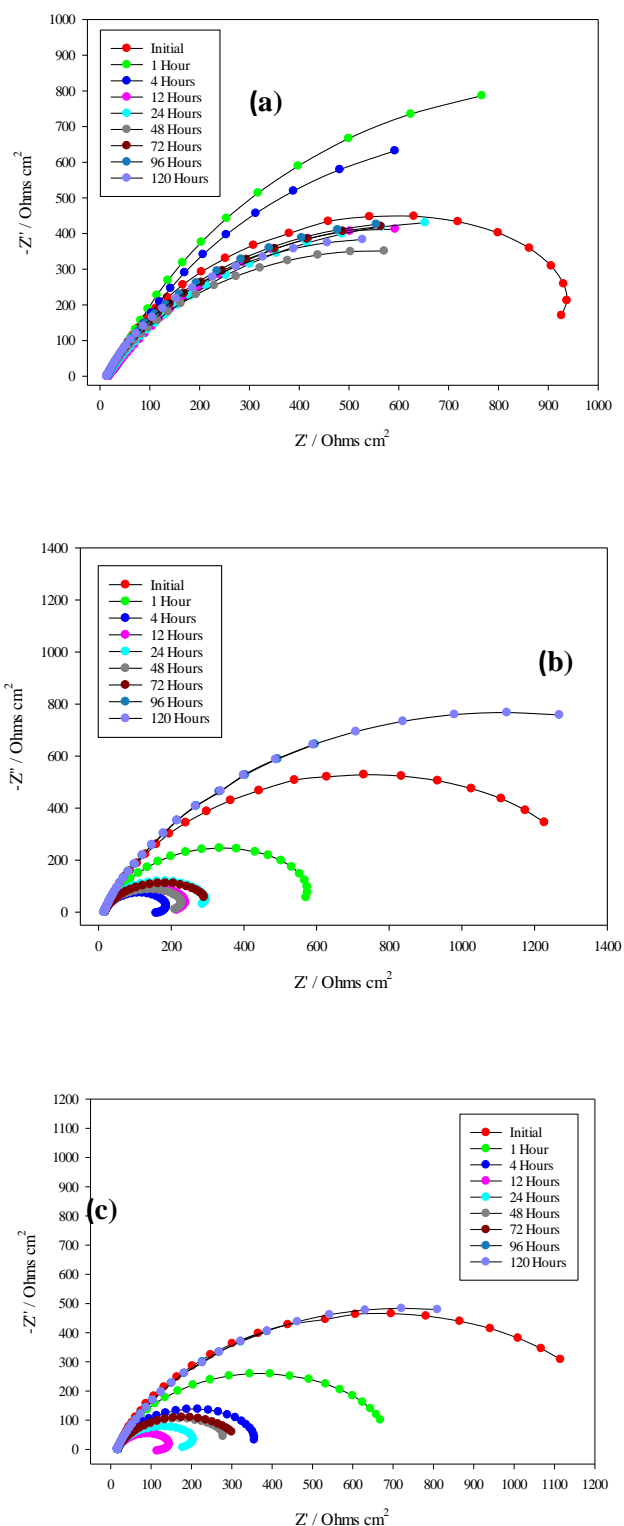 1000
900
800
700
600
500
400
300
200
100
0
-Z'' / Ohms cm2
Initial
1 Hour
4 Hours
12 Hours
24 Hours
48 Hours
72 Hours
96 Hours
120 Hours
(a)
0 100 200 300 400 500 600 700 800 900 1000
Z' / Ohms cm2
1400
1200
1000
800
600
400
200
0
-Z'' / Ohms cm2
Initial
1 Hour
4 Hours
12 Hours
24 Hours
48 Hours
72 Hours
96 Hours
120 Hours
(b)
0 200 400 600 800 1000 1200 1400
Z' / Ohms cm2
1200
1100
1000
900
800
700
600
500
400
300
200
100
0
-Z'' / Ohms cm2
(c)
Initial
1 Hour
4 Hours
12 Hours
24 Hours
48 Hours
72 Hours
96 Hours
120 Hours
0 100 200 300 400 500 600 700 800 900 1000 1100 1200
Z' / Ohms cm2